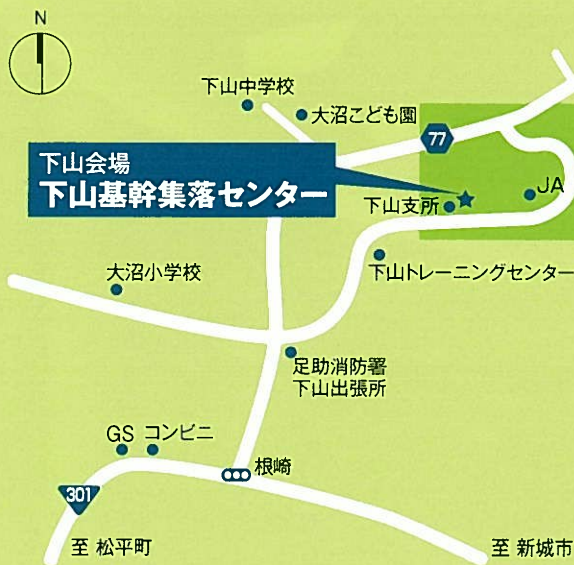 N
下山中学校
大沼こども園
77
下山会場
下山基幹集落センター
JA
下山支所
大沼小学校
下山トレーニングセンター
足助消防署
下山出張所
GS
コンビニ
根崎
301
至 松平町
至 新城市